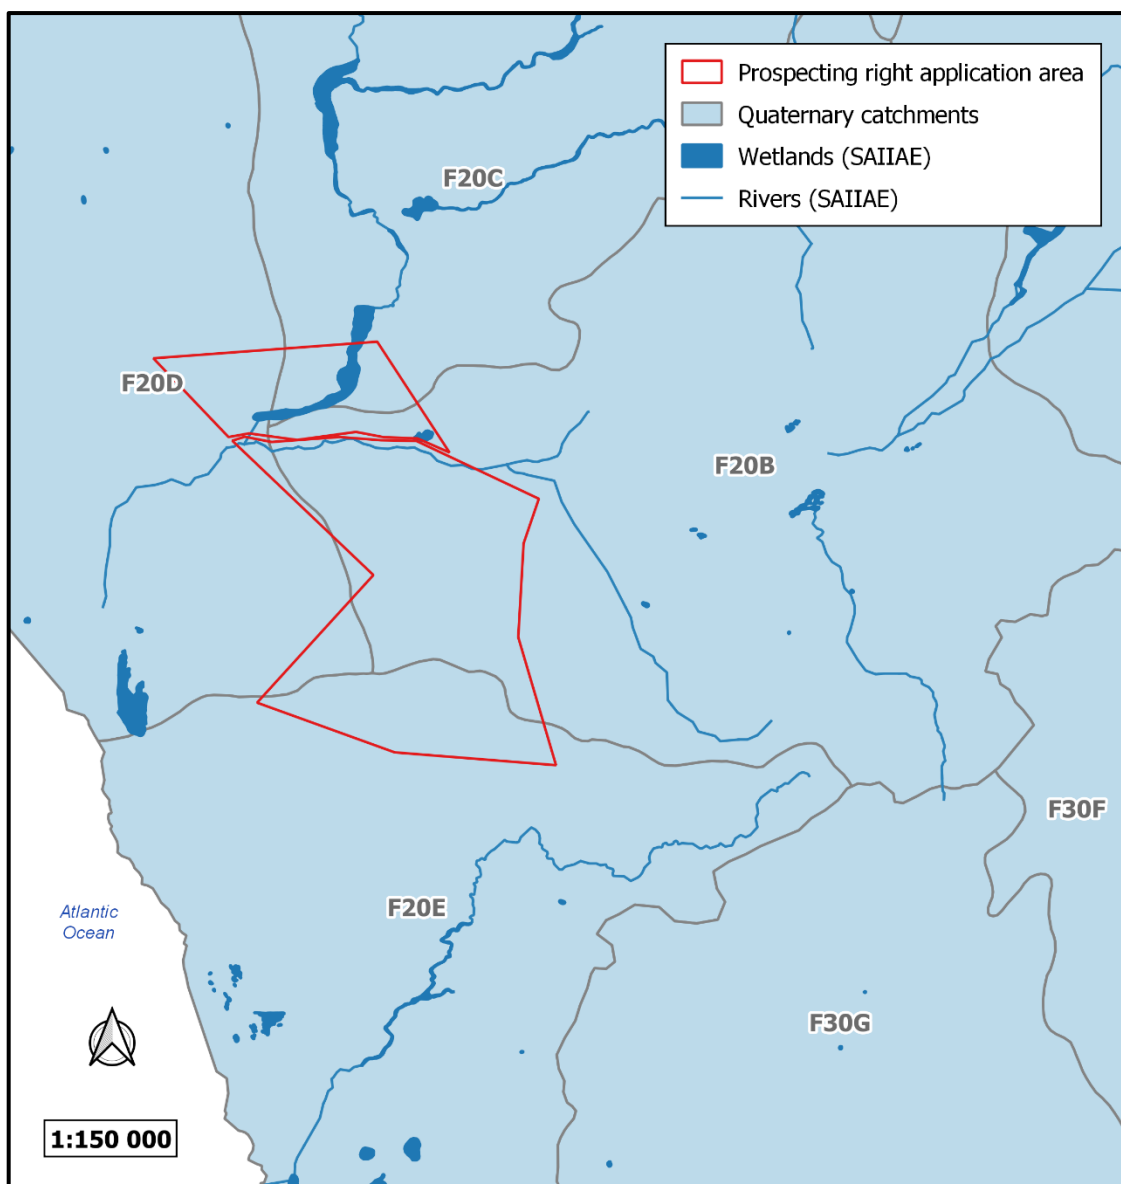 Prospecting right application area
Quaternary catchments
Wetlands (SAIIAE)
Rivers (SAIIAE)
F20C
F20D
F20B
F30F
F20E
Atlantic
Ocean
F30G
1:150 000